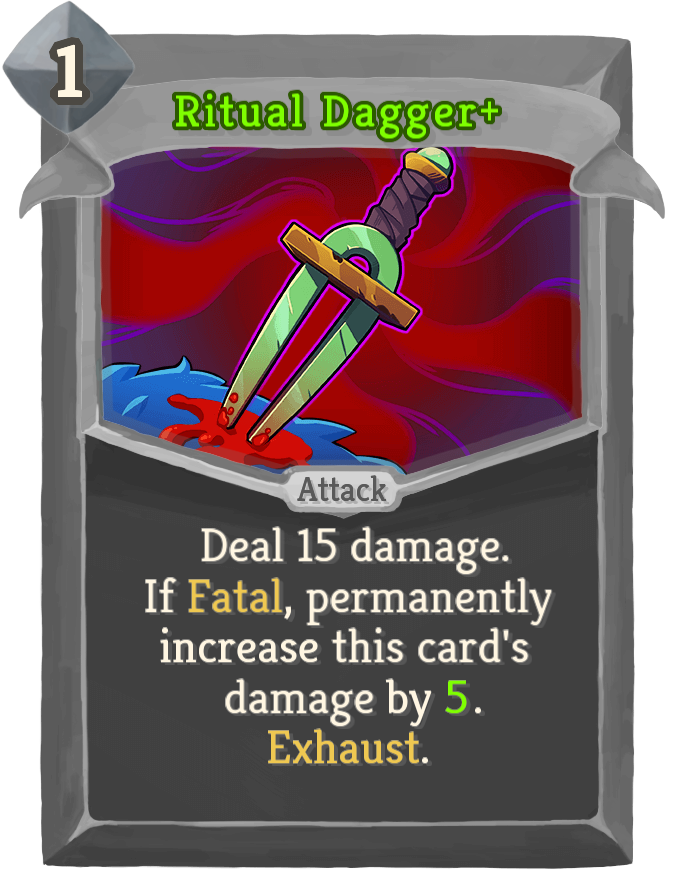 1
Ritual Dagger+
Attack
Deal 15 damage.
If Fatal, permanently
increase this card's
damage by 5.
Exhaust.